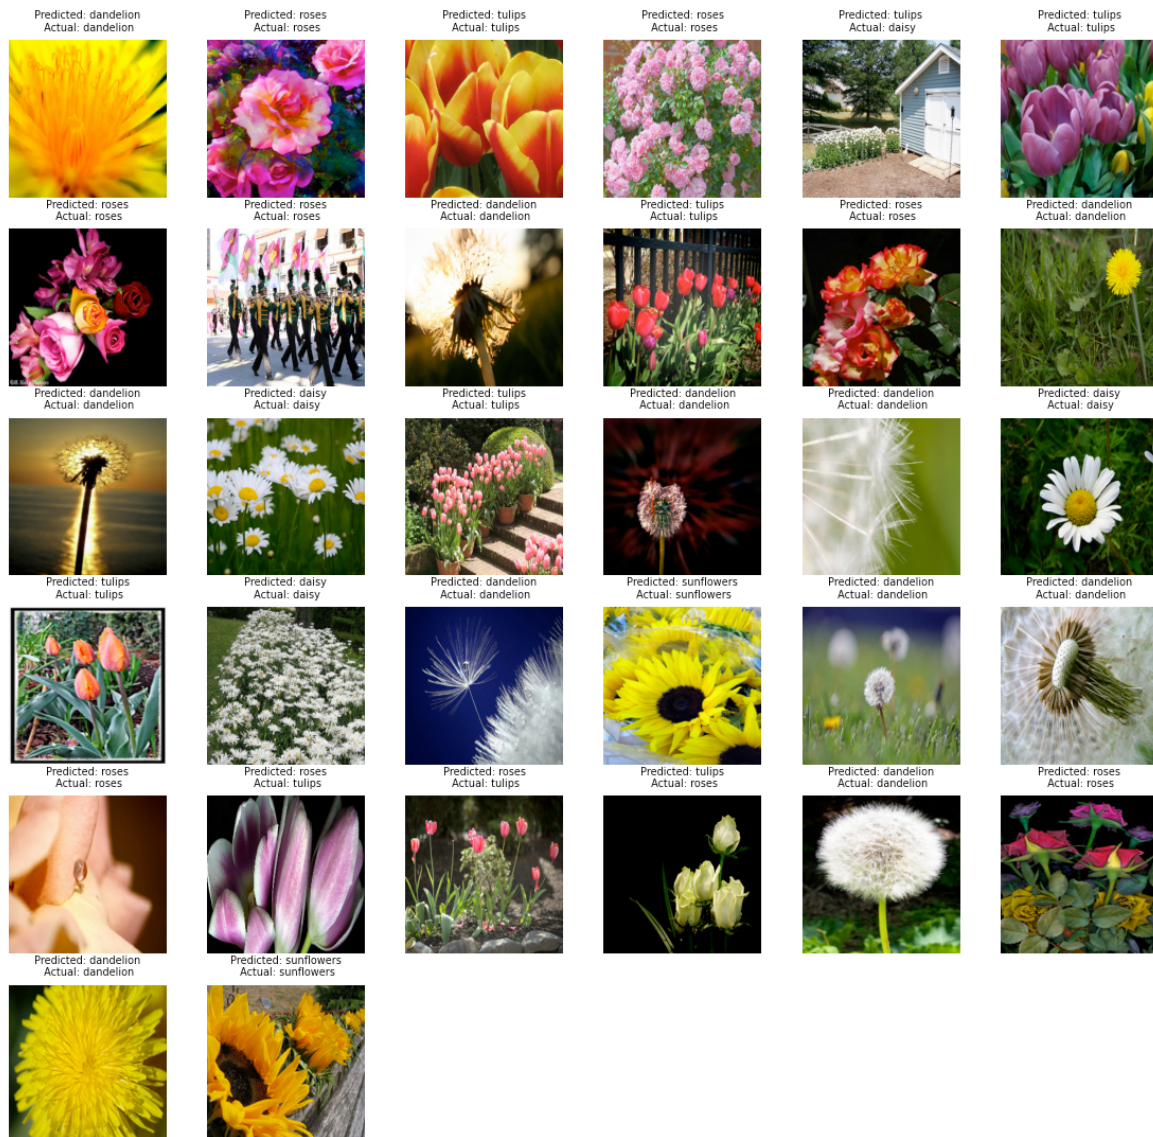 Predicted: dandelion
Actual: dandelion
Predicted: roses
Actual: roses
Predicted: tulips
Actual: tulips
Predicted: roses
Actual: roses
Predicted: tulips
Actual: daisy
Predicted: tulips
Actual: tulips
Predicted: roses
Actual: roses
Predicted: roses
Actual: roses
Predicted: dandelion
Actual: dandelion
Predicted: tulips
Actual: tulips
Predicted: roses
Actual: roses
Predicted: dandelion
Actual: dandelion
Predicted: dandelion
Actual: dandelion
Predicted: daisy
Actual: daisy
Predicted: tulips
Actual: tulips
Predicted: dandelion
Actual: dandelion
Predicted: dandelion
Actual: dandelion
Predicted: daisy
Actual: daisy
Predicted: tulips
Actual: tulips
Predicted: daisy
Actual: daisy
Predicted: dandelion
Actual: dandelion
Predicted: sunflowers
Actual: sunflowers
Predicted: dandelion
Actual: dandelion
Predicted: dandelion
Actual: dandelion
Predicted: roses
Actual: roses
Predicted: roses
Actual: tulips
Predicted: roses
Actual: tulips
Predicted: tulips
Actual: roses
Predicted: dandelion
Actual: dandelion
Predicted: roses
Actual: roses
Predicted: dandelion
Actual: dandelion
Predicted: sunflowers
Actual: sunflowers